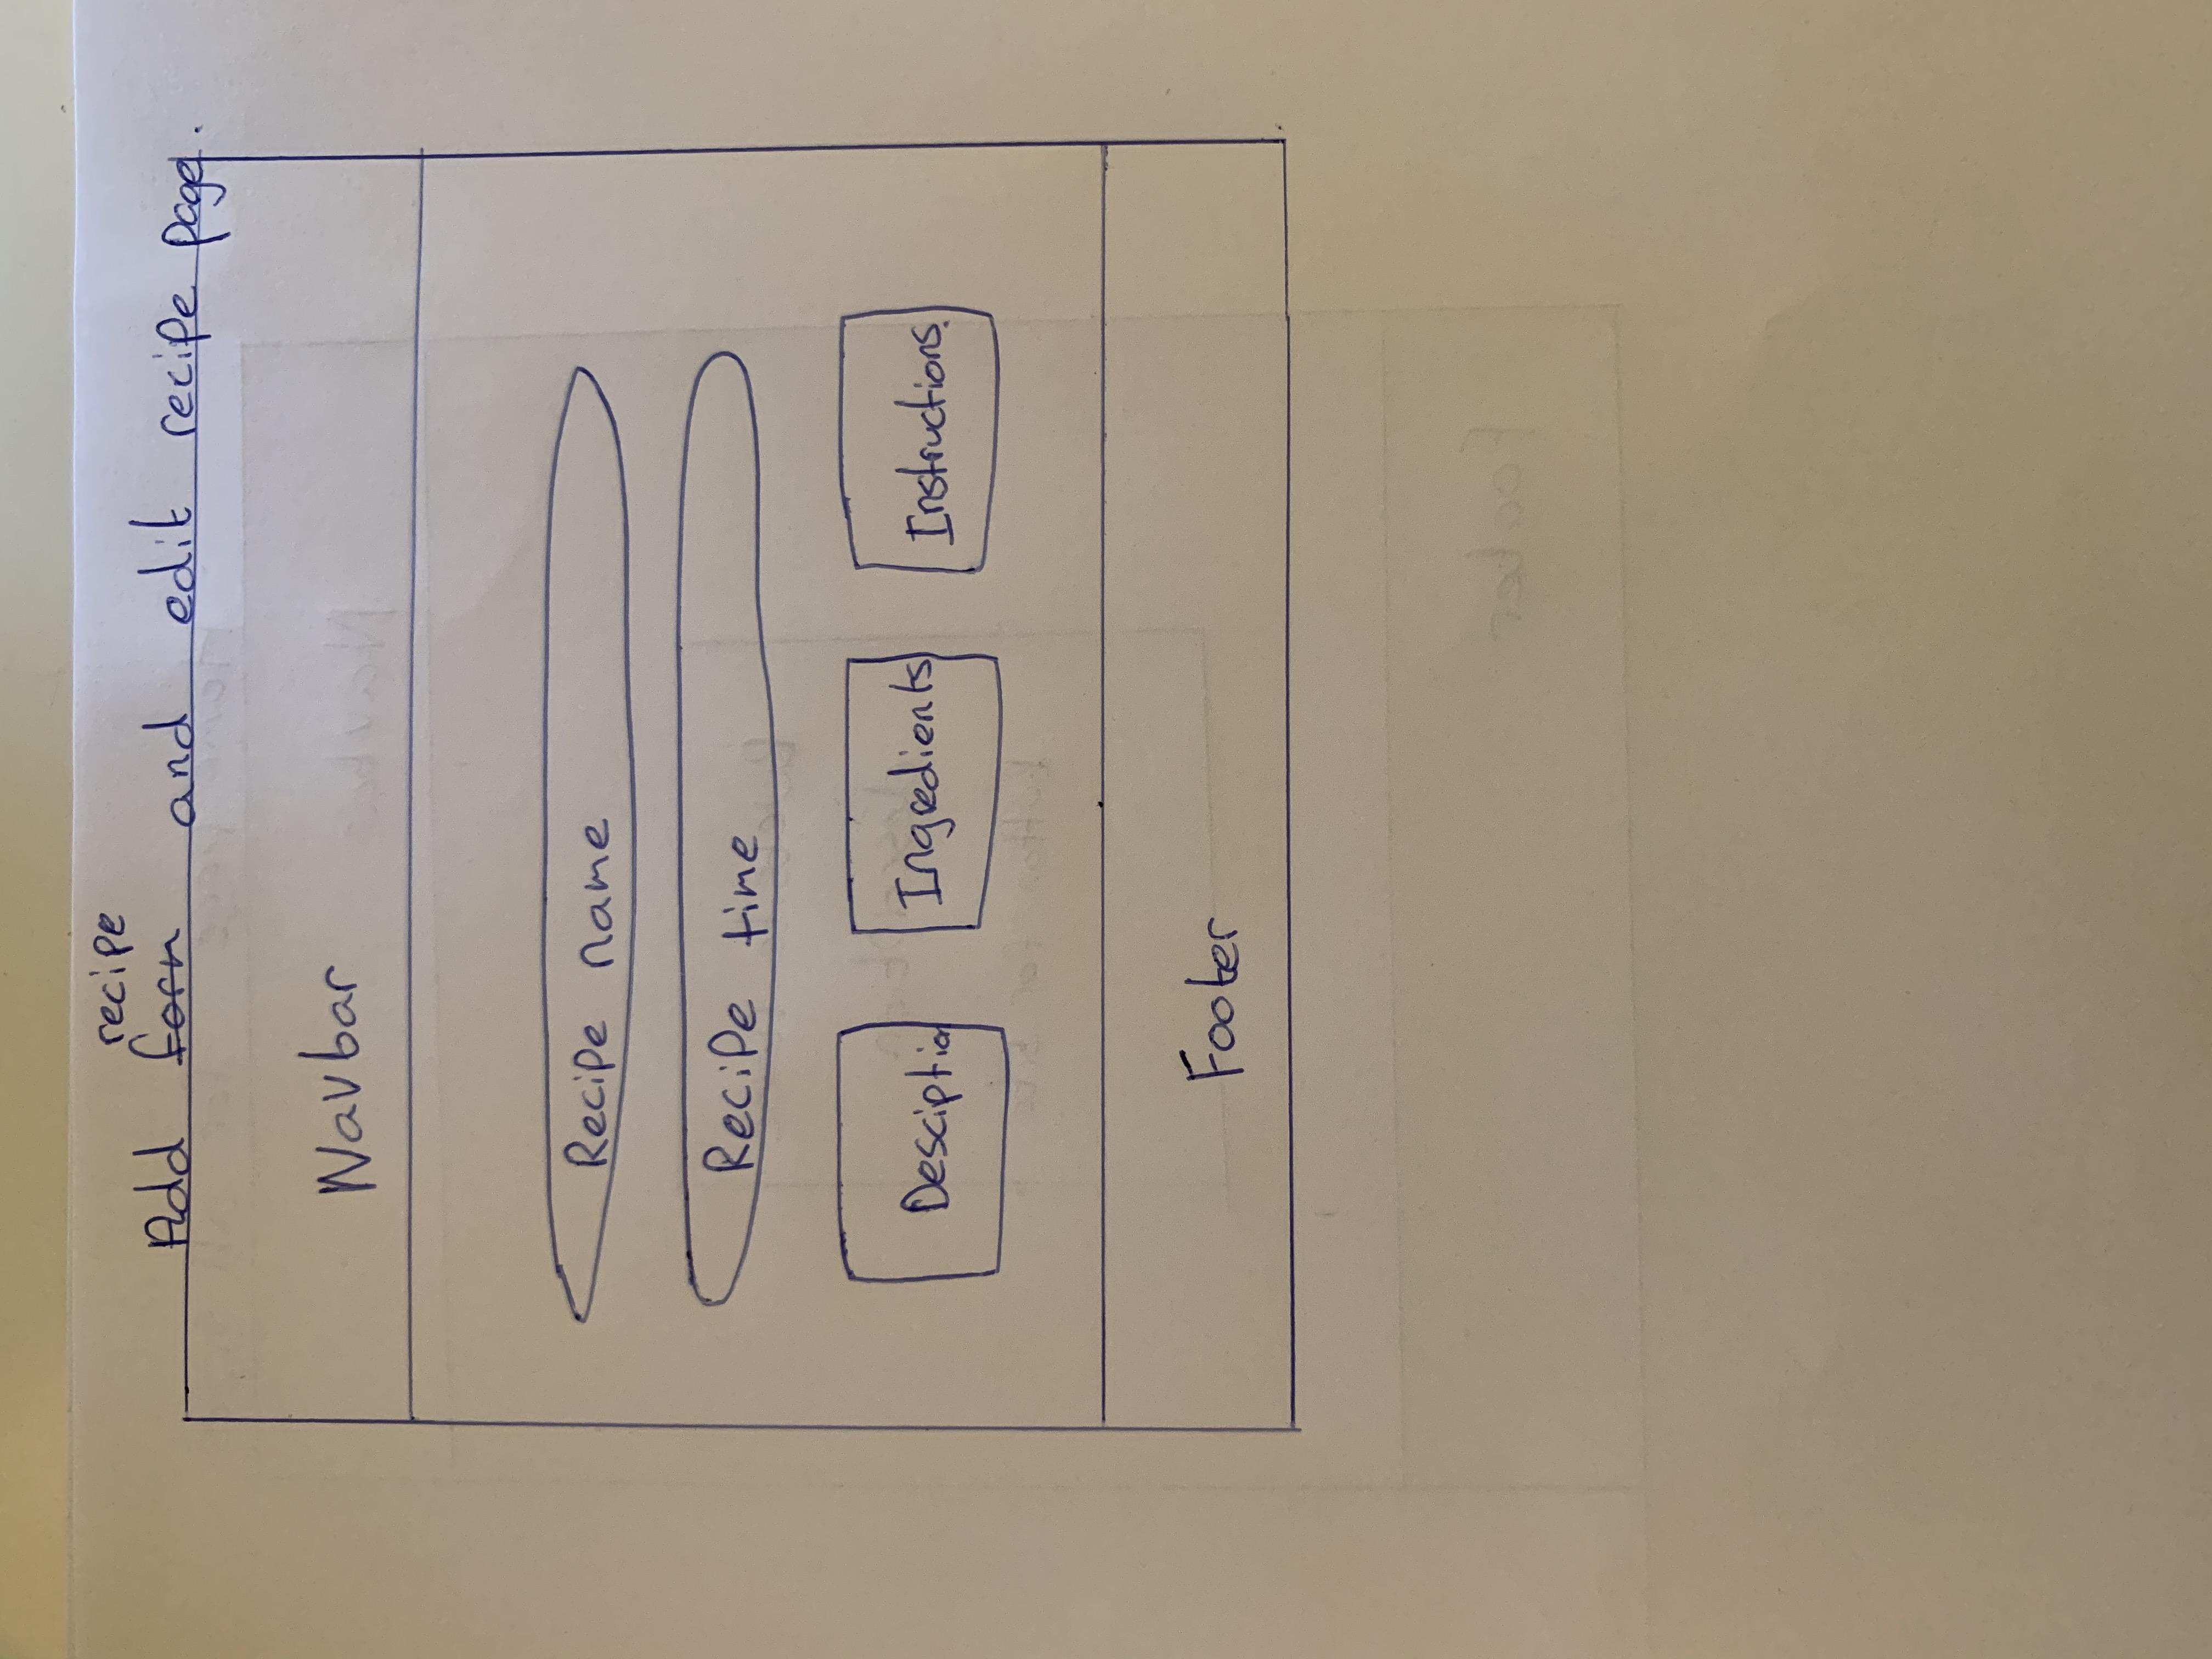 recipe
Add form and edit recipe page.
Navbar
Recipe name
Recipe time
Desciption Ingredients Instructions.
Footer